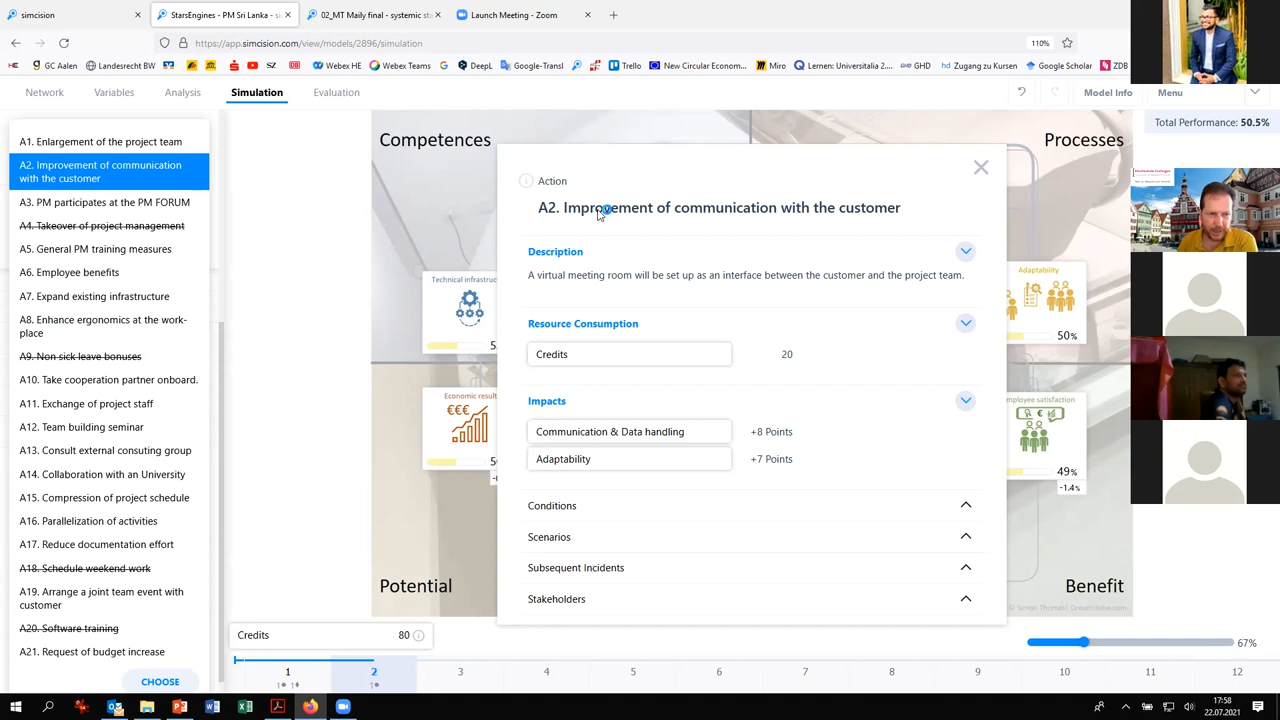 simcision
StarsEngines - PM Sri Lanka - si
02_MT Maily final - systemic st
Launch Meeting - Zoom
https://app.simcision.com/view/models/2896/simulation
110%
HE
GC Aalen
Landesrecht BW
SZ
Webex HE
Webex Teams
DeepL
Google-Transl
Trello
New Circular Econom...
Miro
Lernen: Universitalia 2....
GHD
Zugang zu Kursen
Google Scholar
ZDB
Network
Variables
Analysis
Simulation
Evaluation
Model Info
Menu
Total Performance: 50.5%
A1. Enlargement of the project team
A2. Improvement of communication
with the customer
A3. PM participates at the PM FORUM
A4. Takeover of project management
A5. General PM training measures
A6. Employee benefits
A7. Expand existing infrastructure
A8. Enhance ergonomics at the work-
place
A9. Non sick leave bonuses
A10. Take cooperation partner onboard.
A11. Exchange of project staff
A12. Team building seminar
A13. Consult external consuting group
A14. Collaboration with an University
A15. Compression of project schedule
A16. Parallelization of activities
A17. Reduce documentation effort
A18. Schedule weekend work
A19. Arrange a joint team event with
customer
A20. Software training
A21. Request of budget increase
CHOOSE
Competences
Processes
Technical infrastruc
5
Economic result
€€€
5
Adaptability
50%
mployee satisfaction
49%
-1.4%
Potential
Benefit
Action
A2. Improvement of communication with the customer
Description
A virtual meeting room will be set up as an interface between the customer and the project team.
Resource Consumption
Credits
20
Impacts
Communication & Data handling
+8 Points
Adaptability
+7 Points
Conditions
Scenarios
Subsequent Incidents
Stakeholders
Credits
80
67%
1
2
3
4
5
6
7
8
9
10
11
12
17:58
22.07.2021